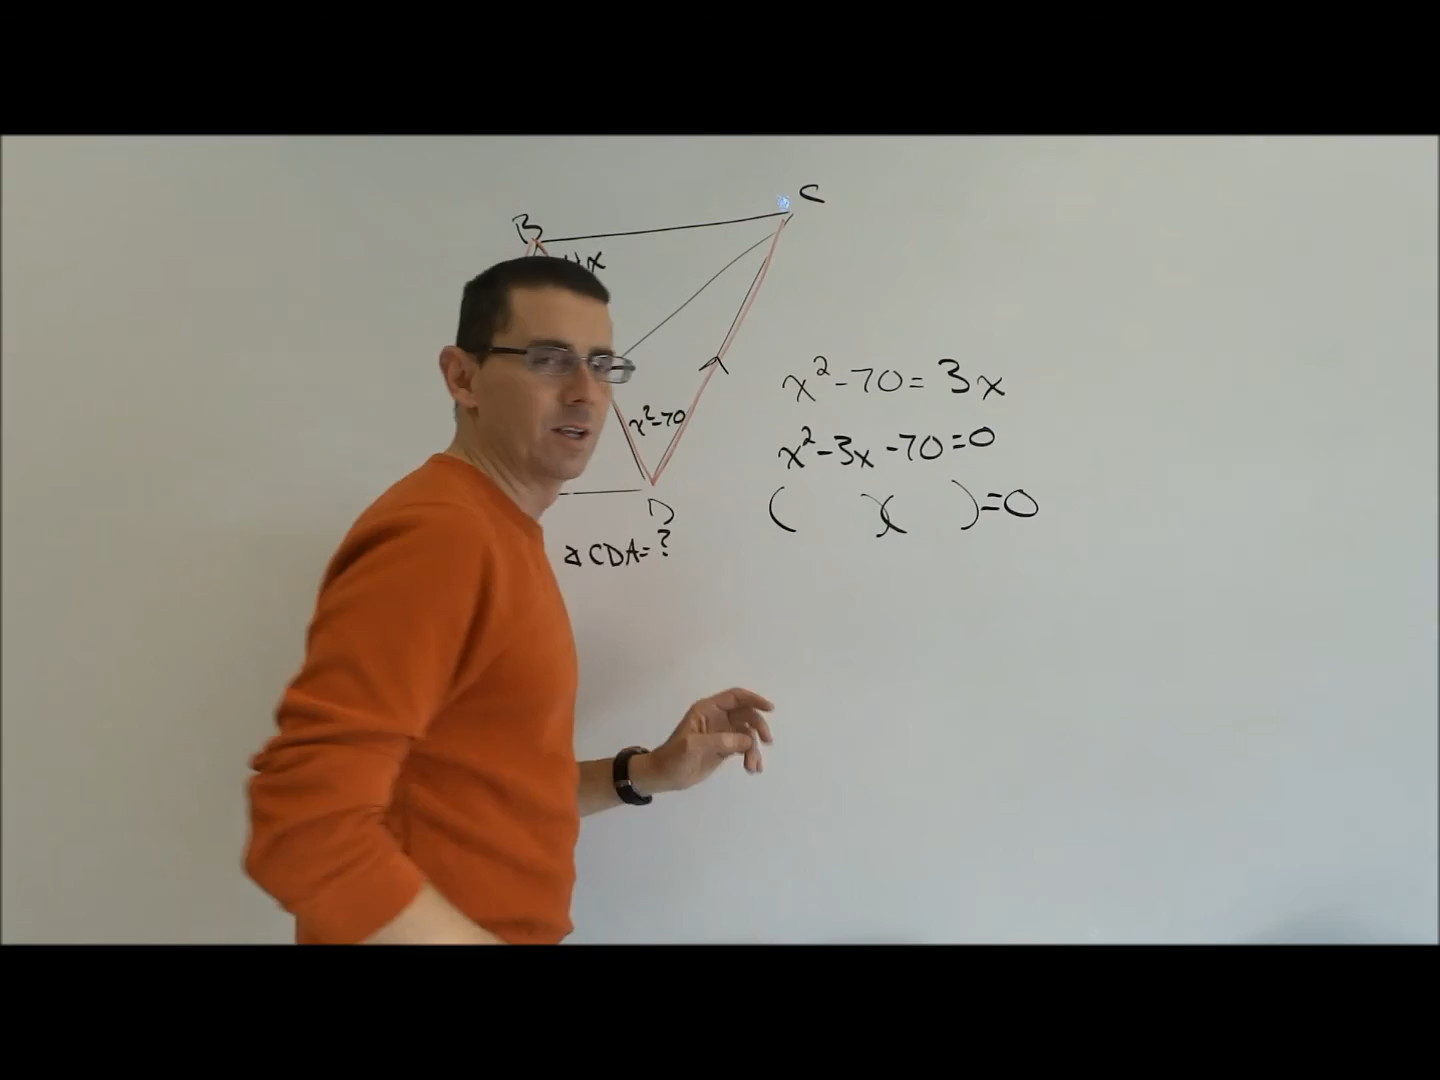 C
B
x
x²-70
x²-70=3x
x²-3x-70=0
( )( )=0
D
∡CDA=?